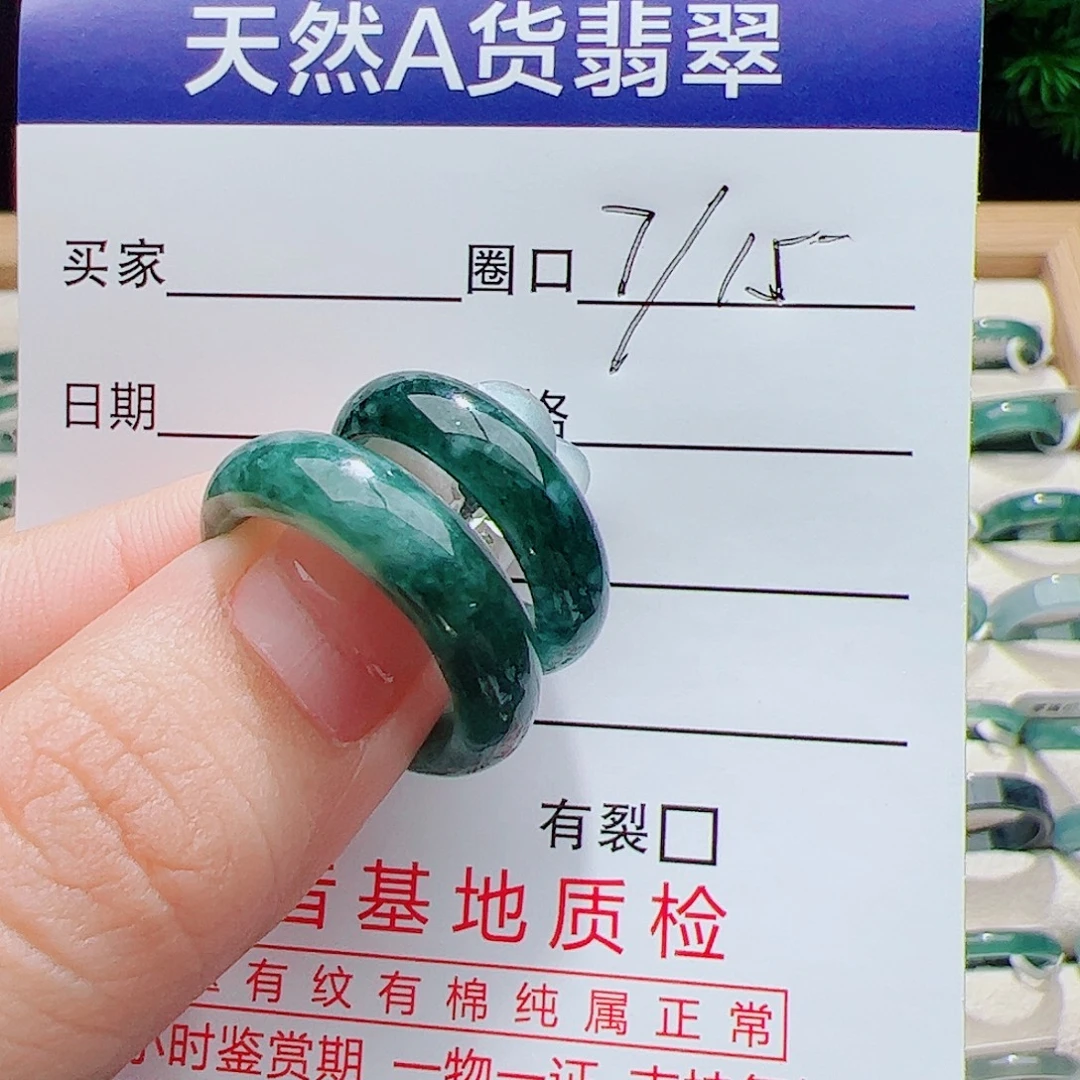 天然A货翡翠
买家 圈口 7/15
日期
有裂□
基地质检
有纹有棉纯属正常
小时鉴赏期 一物一证